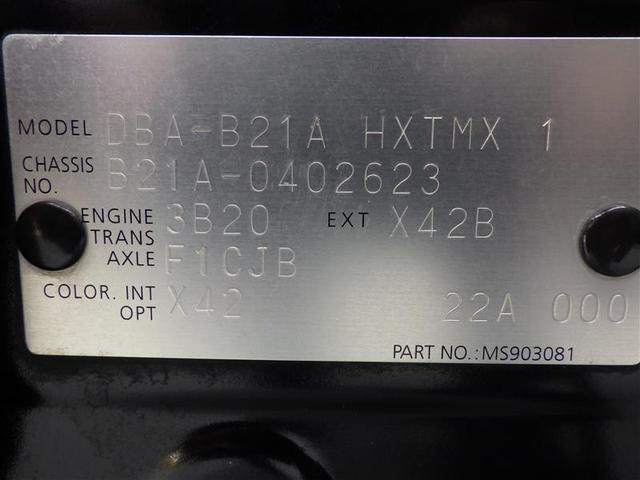 MODEL DBA-B21A HXTMX 1
CHASSIS NO. B21A-0402623
ENGINE 3B20 EXT X42B
TRANS AXLE F1CJB
COLOR. INT OPT X42 22A 000
PART NO.:MS903081